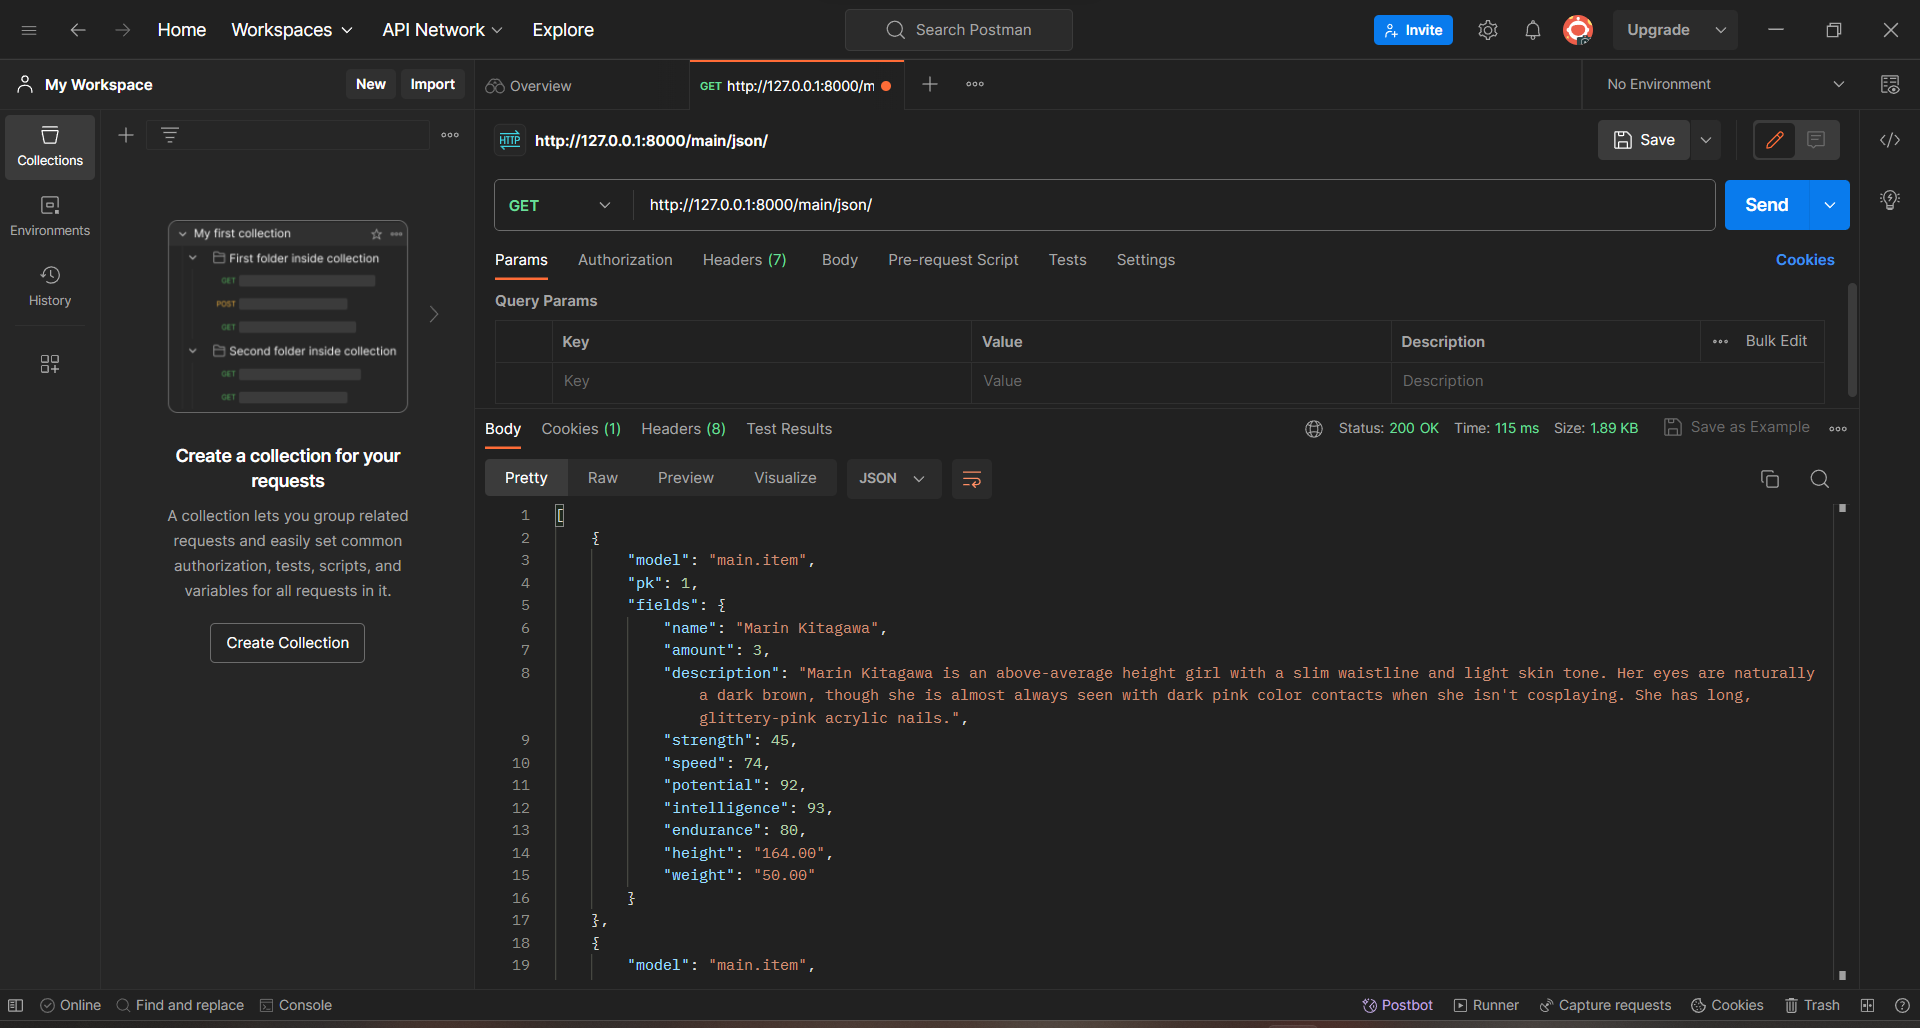 Home Workspaces API Network Explore Search Postman Invite Upgrade
My Workspace New Import Overview GET http://127.0.0.1:8000/m No Environment
Collections
Environments
History
My first collection
First folder inside collection
GET
POST
GET
Second folder inside collection
GET
GET
Create a collection for your
requests
A collection lets you group related
requests and easily set common
authorization, tests, scripts, and
variables for all requests in it.
Create Collection
HTTP http://127.0.0.1:8000/main/json/ Save
GET http://127.0.0.1:8000/main/json/ Send
Params Authorization Headers (7) Body Pre-request Script Tests Settings Cookies
Query Params
Key Value Description Bulk Edit
Key Value Description
Body Cookies (1) Headers (8) Test Results Status: 200 OK Time: 115 ms Size: 1.89 KB Save as Example
Pretty Raw Preview Visualize JSON
1 [
2 {
3 "model": "main.item",
4 "pk": 1,
5 "fields": {
6 "name": "Marin Kitagawa",
7 "amount": 3,
8 "description": "Marin Kitagawa is an above-average height girl with a slim waistline and light skin tone. Her eyes are naturally
a dark brown, though she is almost always seen with dark pink color contacts when she isn't cosplaying. She has long,
glittery-pink acrylic nails.",
9 "strength": 45,
10 "speed": 74,
11 "potential": 92,
12 "intelligence": 93,
13 "endurance": 80,
14 "height": "164.00",
15 "weight": "50.00"
16 }
17 },
18 {
19 "model": "main.item",
Online Find and replace Console Postbot Runner Capture requests Cookies Trash